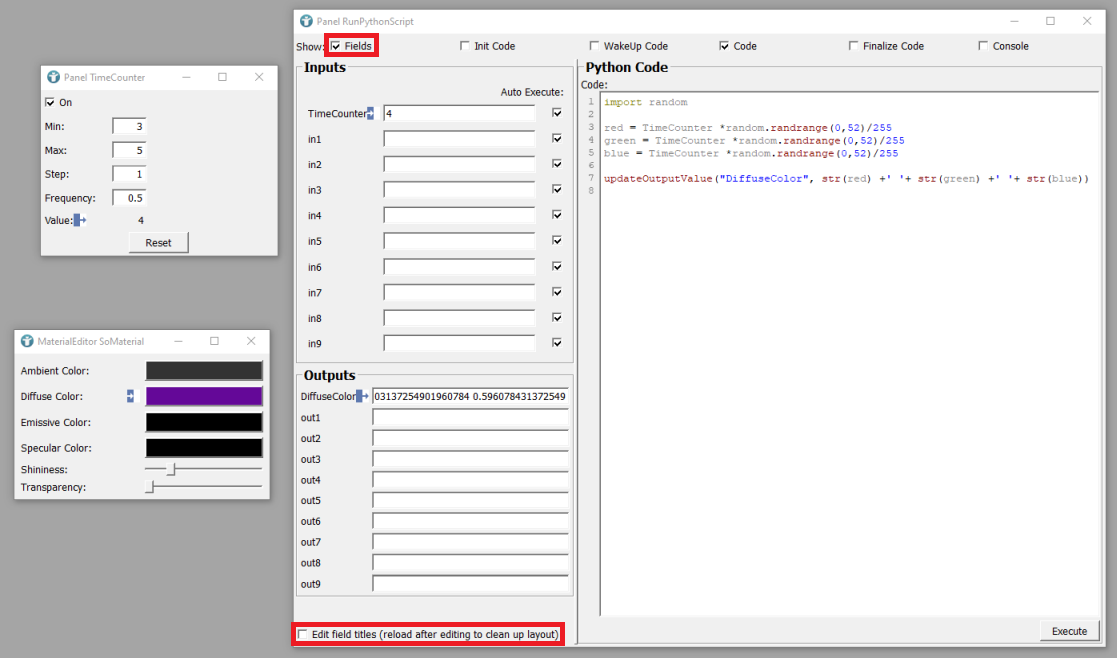 Panel TimeCounter
On
Min: 3
Max: 5
Step: 1
Frequency: 0.5
Value: 4
Reset
MaterialEditor SoMaterial
Ambient Color:
Diffuse Color:
Emissive Color:
Specular Color:
Shininess:
Transparency:
Panel RunPythonScript
Show: Fields Init Code WakeUp Code Code Finalize Code Console
Inputs
Auto Execute:
TimeCounter 4
in1
in2
in3
in4
in5
in6
in7
in8
in9
Outputs
DiffuseColor 03137254901960784 0.596078431372549
out1
out2
out3
out4
out5
out6
out7
out8
out9
Edit field titles (reload after editing to clean up layout)
Python Code
Code:
1 import random
2
3 red = TimeCounter *random.randrange(0,52)/255
4 green = TimeCounter *random.randrange(0,52)/255
5 blue = TimeCounter *random.randrange(0,52)/255
6
7 updateOutputValue("DiffuseColor", str(red) +' '+ str(green) +' '+ str(blue))
8
Execute